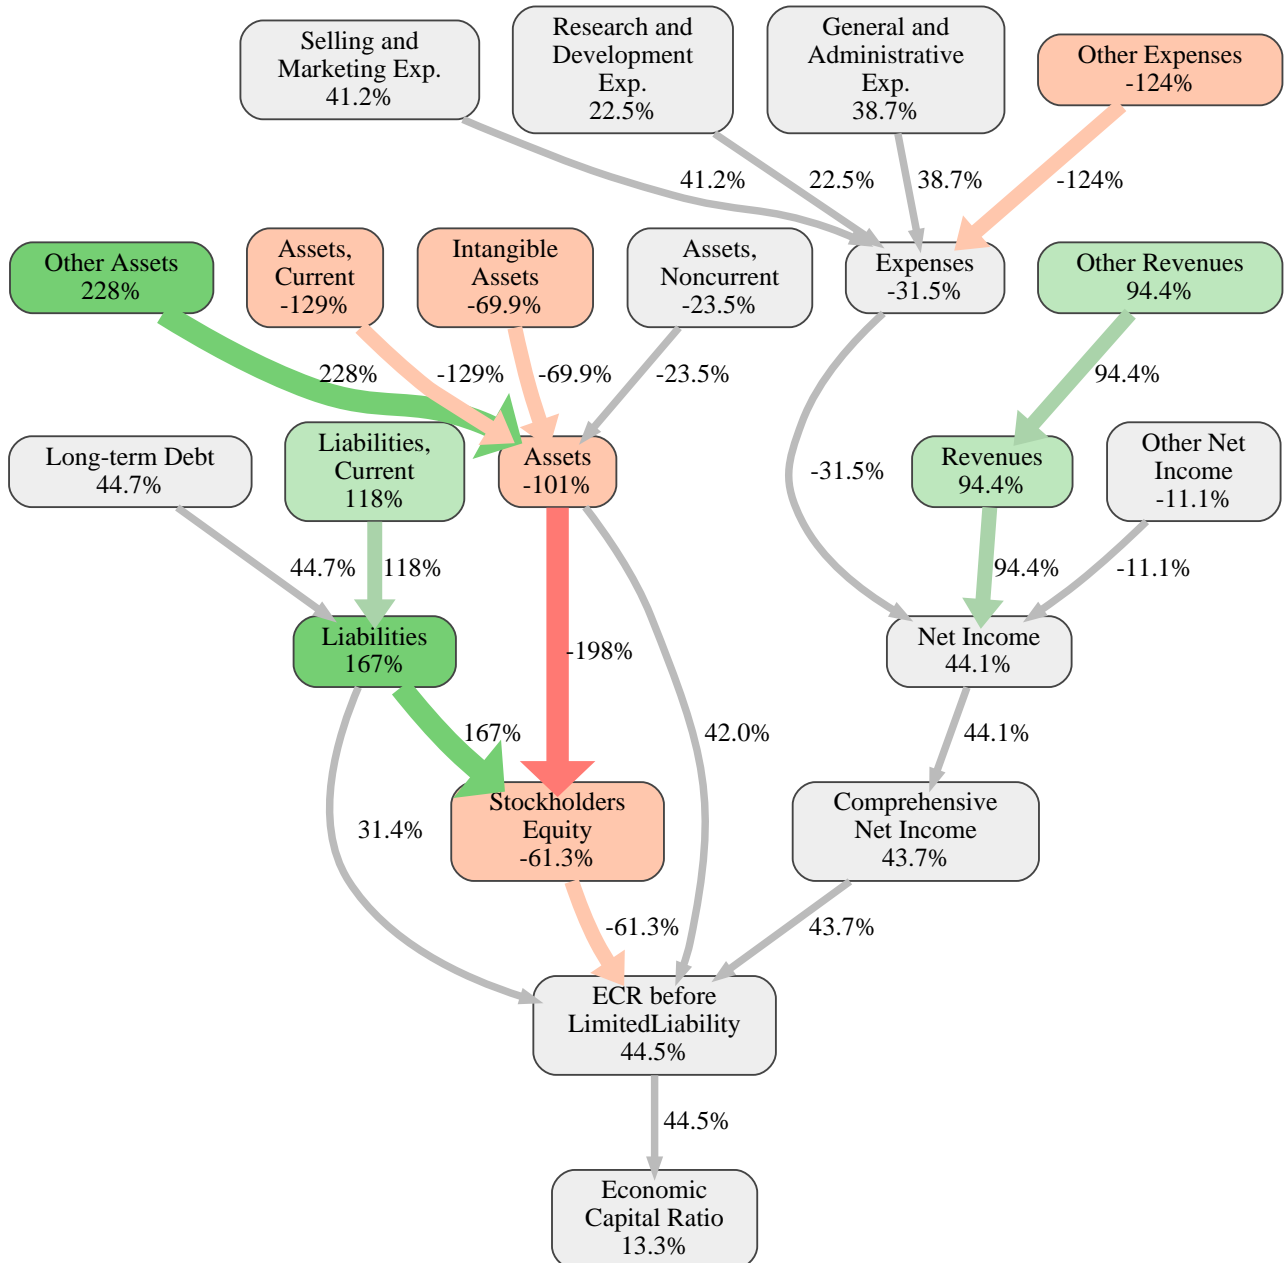 Selling and
Marketing Exp.
41.2%
Research and
Development
Exp.
22.5%
General and
Administrative
Exp.
38.7%
Other Expenses
-124%
41.2%
22.5%
38.7%
-124%
Other Assets
228%
Assets,
Current
-129%
Intangible
Assets
-69.9%
Assets,
Noncurrent
-23.5%
Expenses
-31.5%
Other Revenues
94.4%
228%
-129%
-69.9%
-23.5%
94.4%
Long-term Debt
44.7%
Liabilities,
Current
118%
Assets
-101%
-31.5%
Revenues
94.4%
Other Net
Income
-11.1%
44.7%
118%
94.4%
-11.1%
Liabilities
167%
-198%
Net Income
44.1%
167%
42.0%
44.1%
31.4%
Stockholders
Equity
-61.3%
Comprehensive
Net Income
43.7%
-61.3%
43.7%
ECR before
LimitedLiability
44.5%
44.5%
Economic
Capital Ratio
13.3%